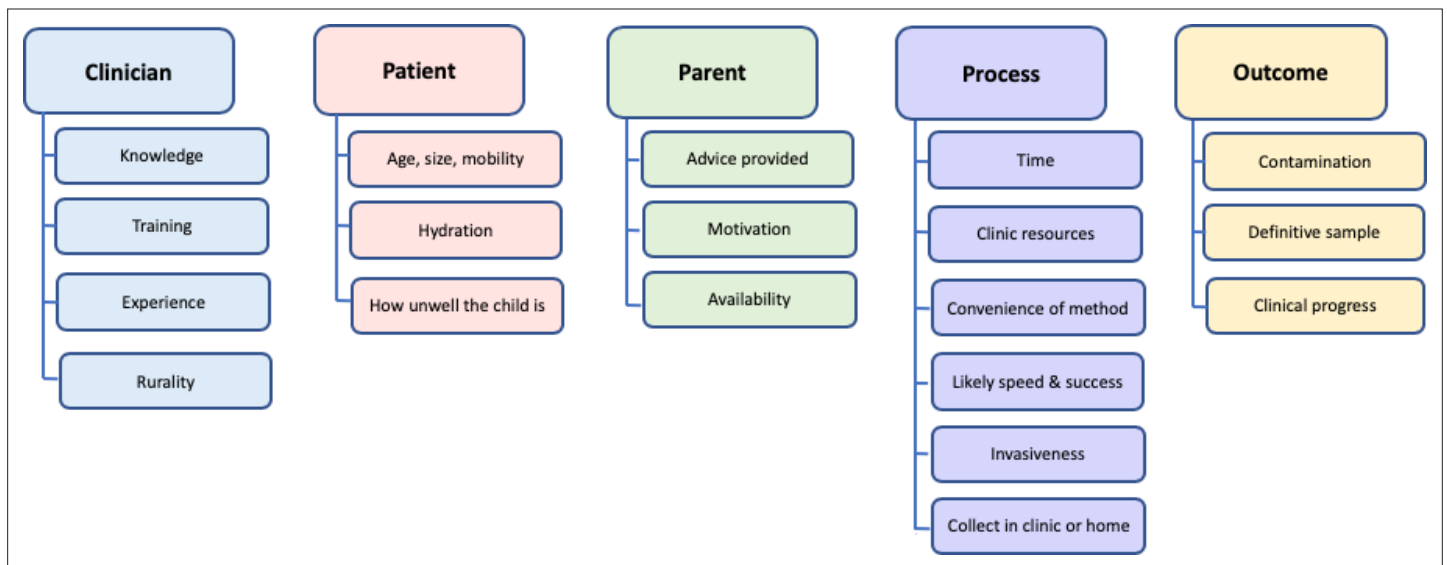 Clinician
Knowledge
Training
Experience
Rurality
Patient
Age, size, mobility
Hydration
How unwell the child is
Parent
Advice provided
Motivation
Availability
Process
Time
Clinic resources
Convenience of method
Likely speed & success
Invasiveness
Collect in clinic or home
Outcome
Contamination
Definitive sample
Clinical progress